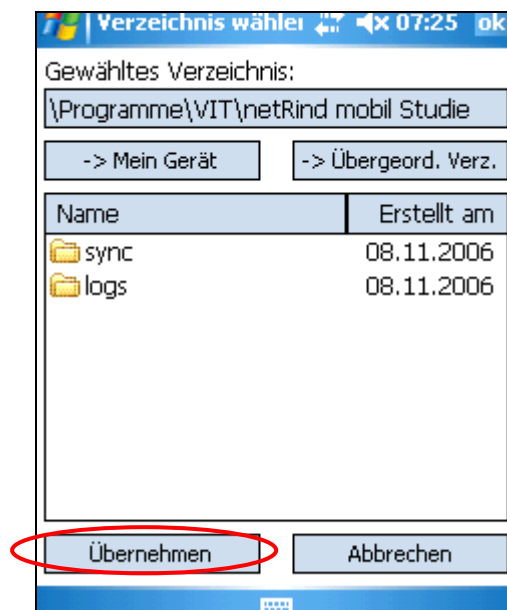 Verzeichnis wähler 07:25 ok
Gewähltes Verzeichnis:
\Programme\VIT\netRind mobil Studie
-> Mein Gerät -> Übergeord. Verz.
Name Erstellt am
sync 08.11.2006
logs 08.11.2006
Übernehmen Abbrechen